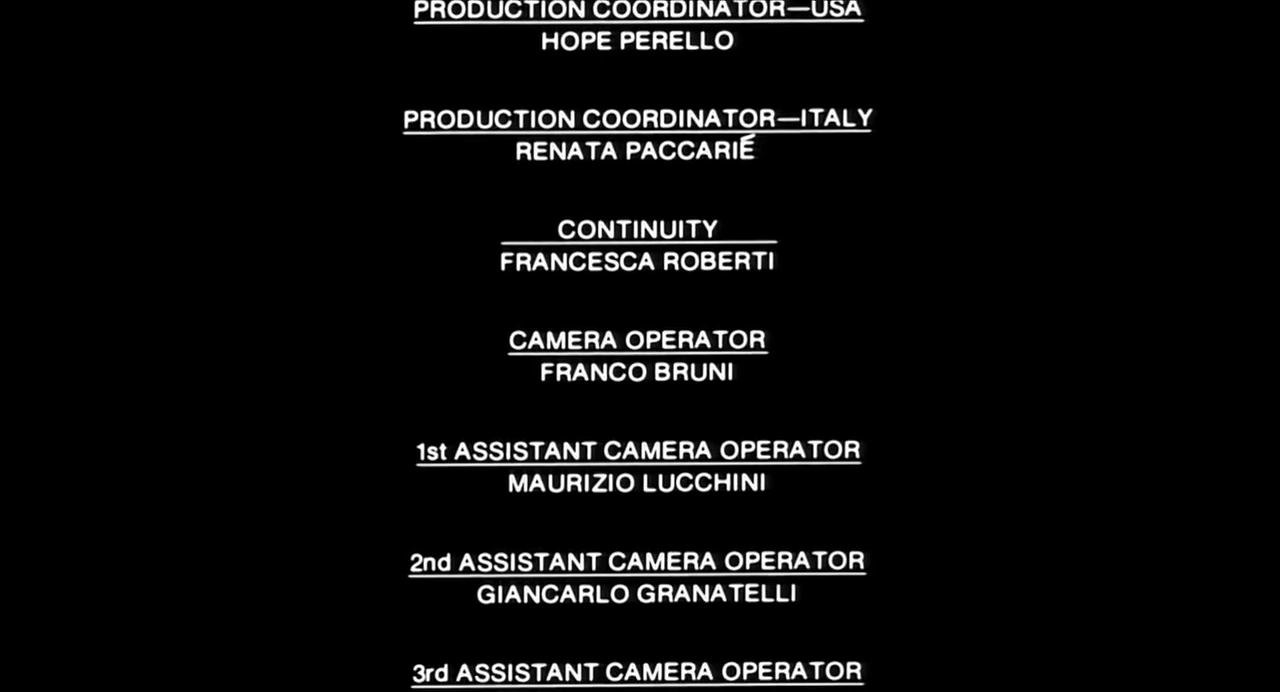 PRODUCTION COORDINATOR—USA
HOPE PERELLO
PRODUCTION COORDINATOR—ITALY
RENATA PACCARIÉ
CONTINUITY
FRANCESCA ROBERTI
CAMERA OPERATOR
FRANCO BRUNI
1st ASSISTANT CAMERA OPERATOR
MAURIZIO LUCCHINI
2nd ASSISTANT CAMERA OPERATOR
GIANCARLO GRANATELLI
3rd ASSISTANT CAMERA OPERATOR